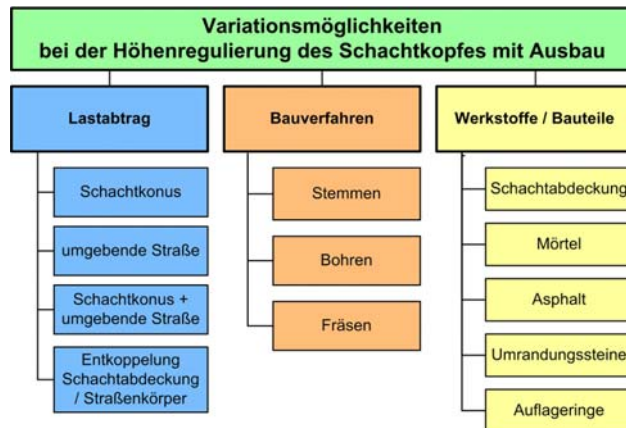 Variationsmöglichkeiten
bei der Höhenregulierung des Schachtkopfes mit Ausbau
Lastabtrag
Schachtkonus
umgebende Straße
Schachtkonus +
umgebende Straße
Entkoppelung
Schachtabdeckung
/ Straßenkörper
Bauverfahren
Stemmen
Bohren
Fräsen
Werkstoffe / Bauteile
Schachtabdeckung
Mörtel
Asphalt
Umrandungssteine
Auflageringe